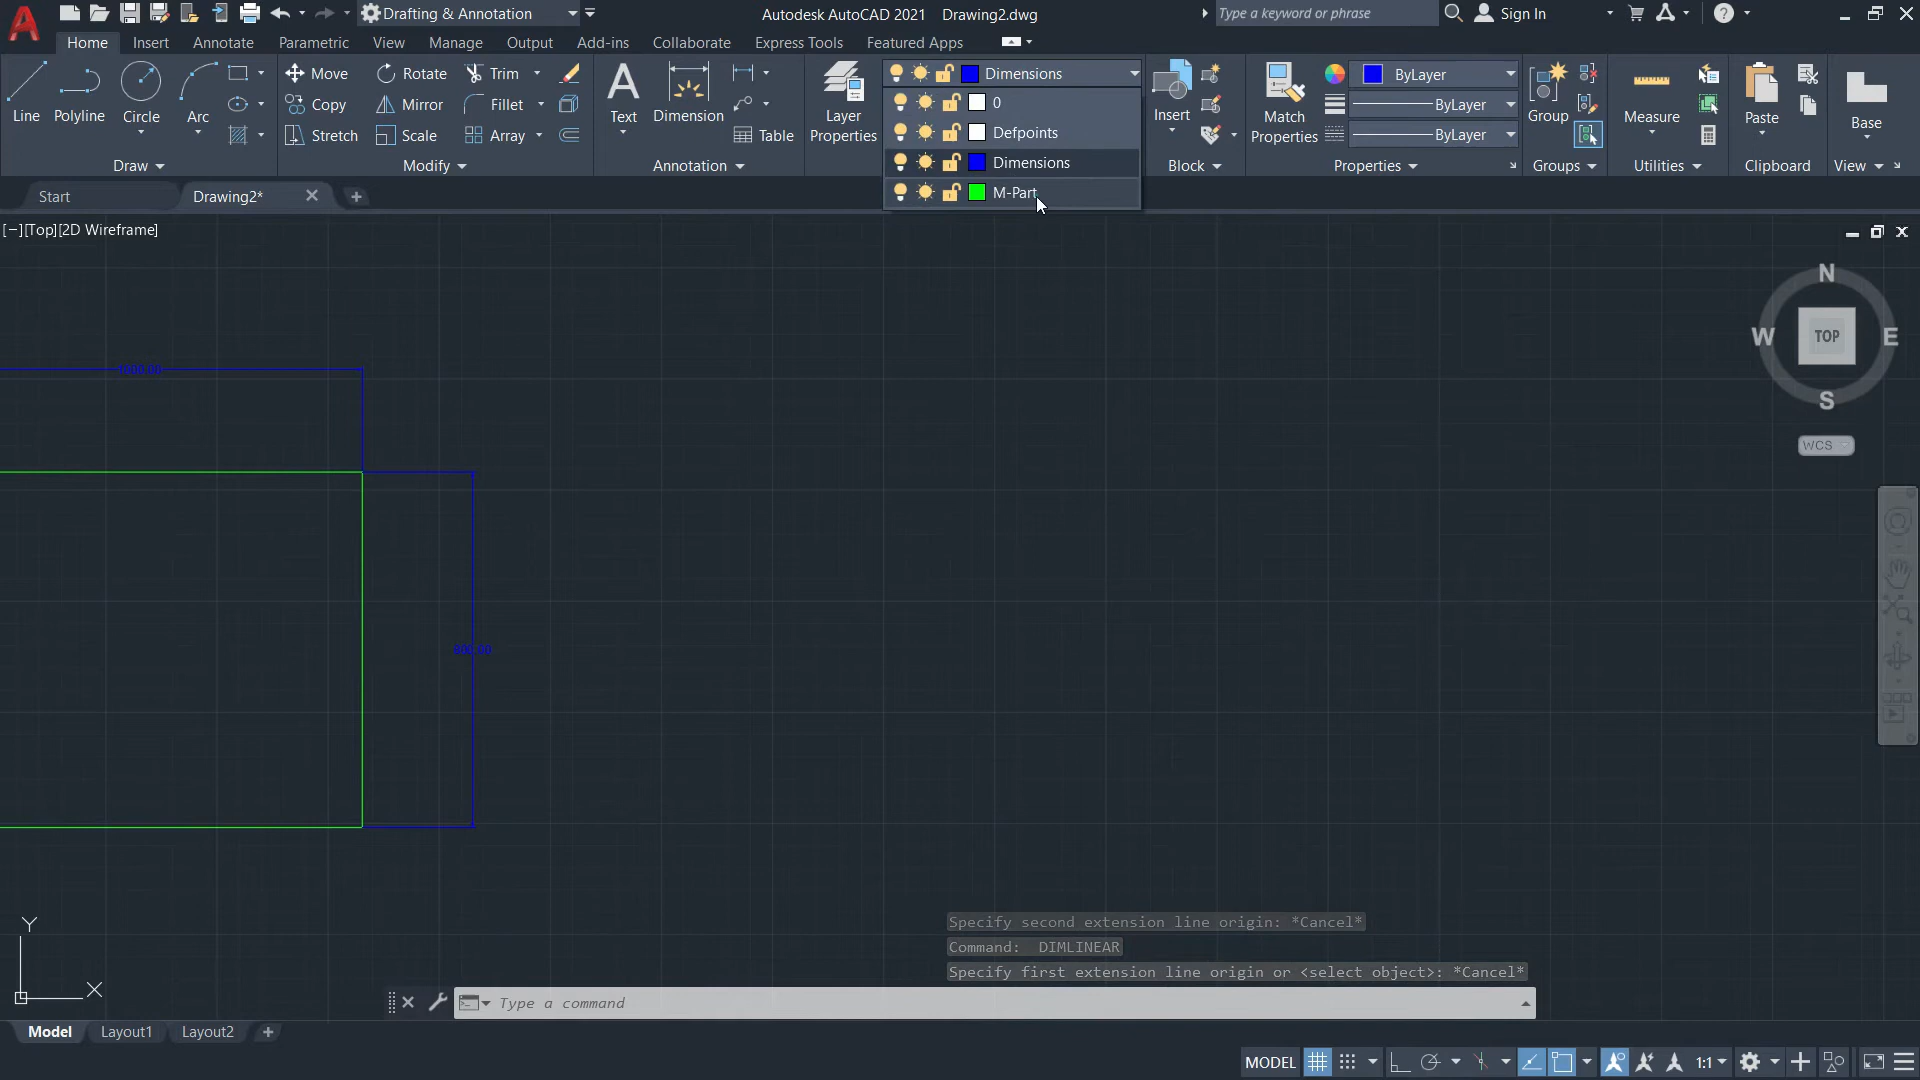 Drafting & Annotation
Autodesk AutoCAD 2021 Drawing2.dwg
Type a keyword or phrase
Sign In
Home Insert Annotate Parametric View Manage Output Add-ins Collaborate Express Tools Featured Apps
Move Rotate Trim
Copy Mirror Fillet
Stretch Scale Array
Line Polyline Circle Arc
Text Dimension
Table
Layer Properties
Dimensions
0
Defpoints
Dimensions
M-Part
Insert
Match Properties
ByLayer
ByLayer
ByLayer
Group
Measure
Paste
Base
Draw Modify Annotation Block Properties Groups Utilities Clipboard View
Start Drawing2*
[−][Top][2D Wireframe]
N
W TOP E
S
WCS
Y
X
Specify second extension line origin: *Cancel*
Command: DIMLINEAR
Specify first extension line origin or <select object>: *Cancel*
Type a command
Model Layout1 Layout2
MODEL 1:1